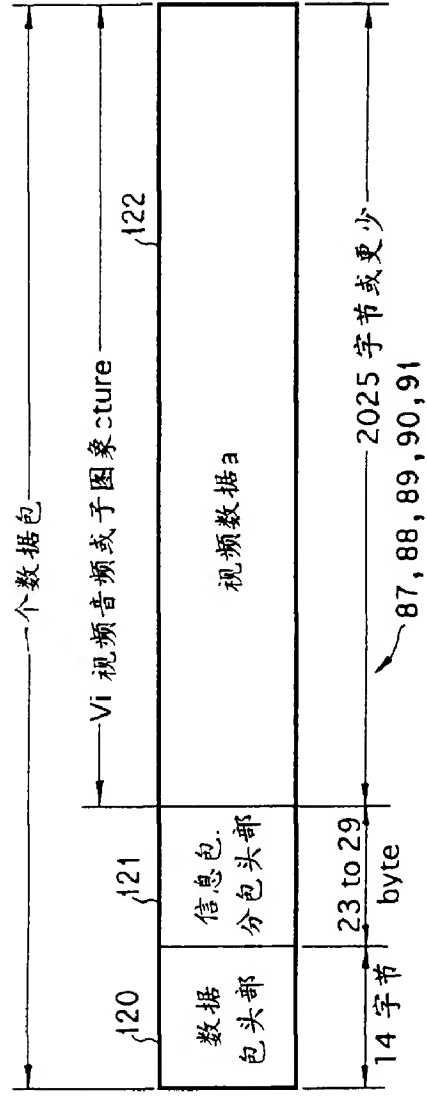 一个数据包
Vi 视频音频或子图象cture
120
121
122
数据
包头部
信息包.
分包头部
视频数据a
14 字节
23 to 29
byte
2025 字节或更少
87, 88, 89, 90, 91